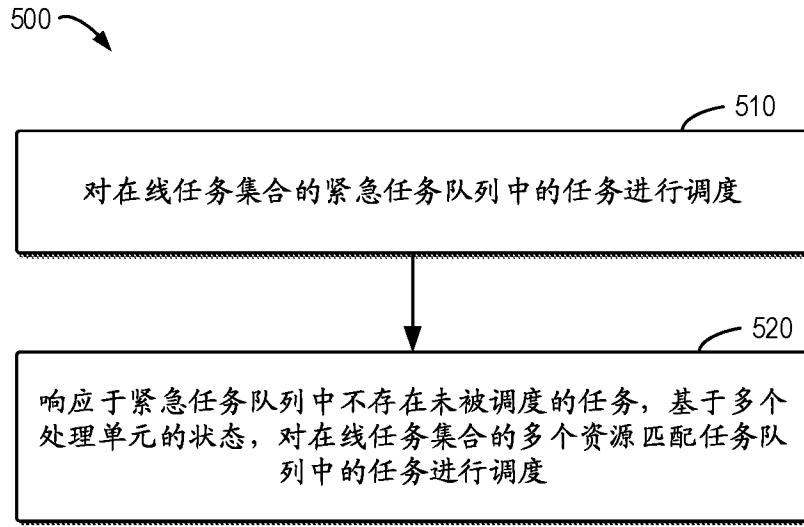 500
510
对在线任务集合的紧急任务队列中的任务进行调度
520
响应于紧急任务队列中不存在未被调度的任务，基于多个
处理单元的状态，对在线任务集合的多个资源匹配任务队
列中的任务进行调度